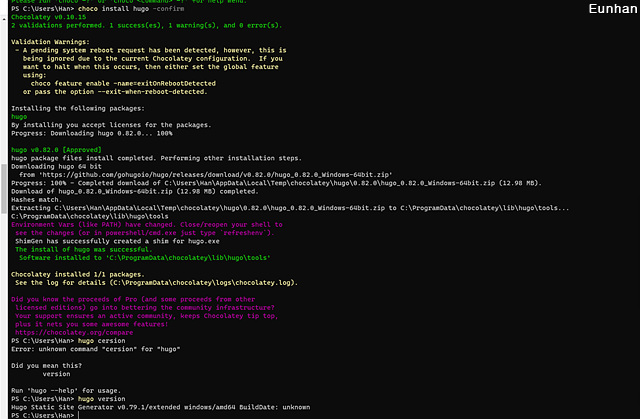 Please run 'choco -?' or 'choco <command> -?' for help menu.
Eunhan
PS C:\Users\Han> choco install hugo -confirm
Chocolatey v0.10.15
2 validations performed. 1 success(es), 1 warning(s), and 0 error(s).
Validation Warnings:
- A pending system reboot request has been detected, however, this is
being ignored due to the current Chocolatey configuration. If you
want to halt when this occurs, then either set the global feature
using:
choco feature enable -name=exitOnRebootDetected
or pass the option --exit-when-reboot-detected.
Installing the following packages:
hugo
By installing you accept licenses for the packages.
Progress: Downloading hugo 0.82.0... 100%
hugo v0.82.0 [Approved]
hugo package files install completed. Performing other installation steps.
Downloading hugo 64 bit
from 'https://github.com/gohugoio/hugo/releases/download/v0.82.0/hugo_0.82.0_Windows-64bit.zip'
Progress: 100% - Completed download of C:\Users\Han\AppData\Local\Temp\chocolatey\hugo\0.82.0\hugo_0.82.0_Windows-64bit.zip (12.98 MB).
Download of hugo_0.82.0_Windows-64bit.zip (12.98 MB) completed.
Hashes match.
Extracting C:\Users\Han\AppData\Local\Temp\chocolatey\hugo\0.82.0\hugo_0.82.0_Windows-64bit.zip to C:\ProgramData\chocolatey\lib\hugo\tools...
C:\ProgramData\chocolatey\lib\hugo\tools
Environment Vars (like PATH) have changed. Close/reopen your shell to
see the changes (or in powershell/cmd.exe just type `refreshenv`).
ShimGen has successfully created a shim for hugo.exe
The install of hugo was successful.
Software installed to 'C:\ProgramData\chocolatey\lib\hugo\tools'
Chocolatey installed 1/1 packages.
See the log for details (C:\ProgramData\chocolatey\logs\chocolatey.log).
Did you know the proceeds of Pro (and some proceeds from other
licensed editions) go into bettering the community infrastructure?
Your support ensures an active community, keeps Chocolatey tip top,
plus it nets you some awesome features!
https://chocolatey.org/compare
PS C:\Users\Han> hugo cersion
Error: unknown command "cersion" for "hugo"
Did you mean this?
version
Run 'hugo --help' for usage.
PS C:\Users\Han> hugo version
Hugo Static Site Generator v0.79.1/extended windows/amd64 BuildDate: unknown
PS C:\Users\Han>